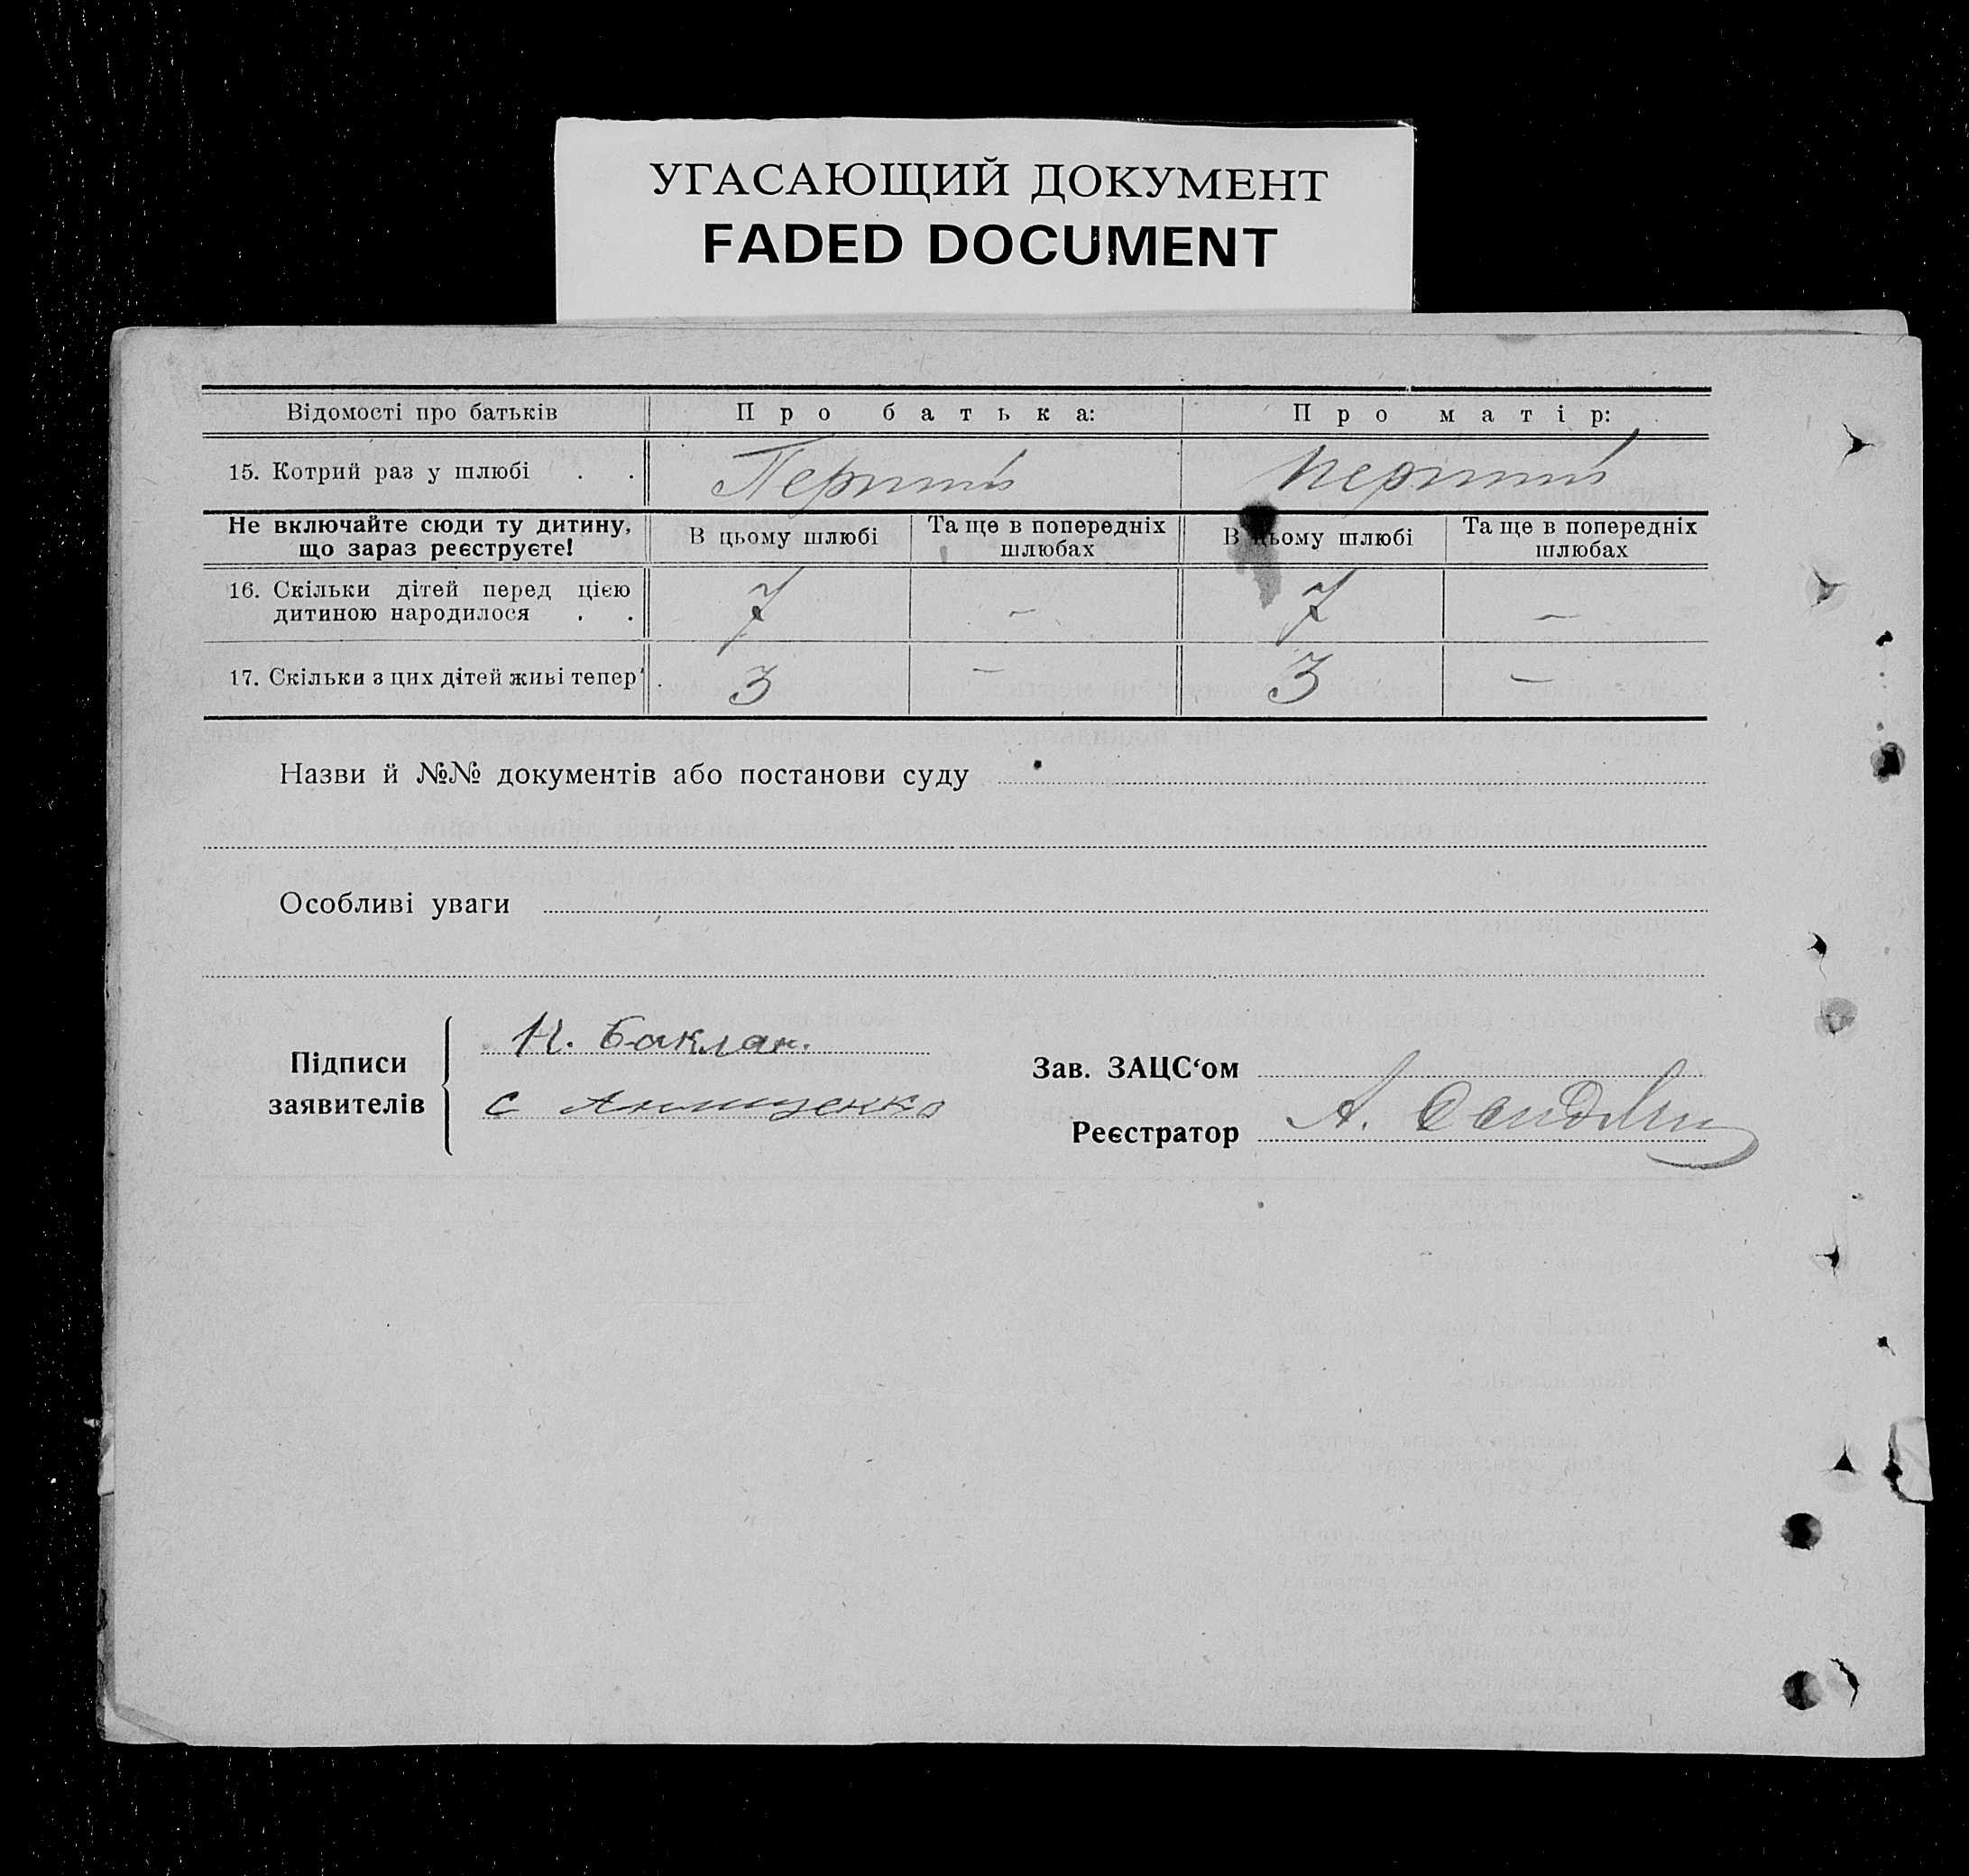 УГАСАЮЩИЙ ДОКУМЕНТ
FADED DOCUMENT
Відомості про батьків Про батька: Про матір:
15. Котрий раз у шлюбі . . Перший перший
Не включайте сюди ту дитину, що зараз реєструєте! В цьому шлюбі Та ще в попередніх шлюбах В цьому шлюбі Та ще в попередніх шлюбах
16. Скільки дітей перед цією
дитиною народилося . . 7 – 7 –
17. Скільки з цих дітей живі тепер . 3 – 3 –
Назви й №№ документів або постанови суду
Особливі уваги
Підписи
заявителів
Н. Баклан.
с Анищенко
Зав. ЗАЦС‘ом
Реєстратор А.